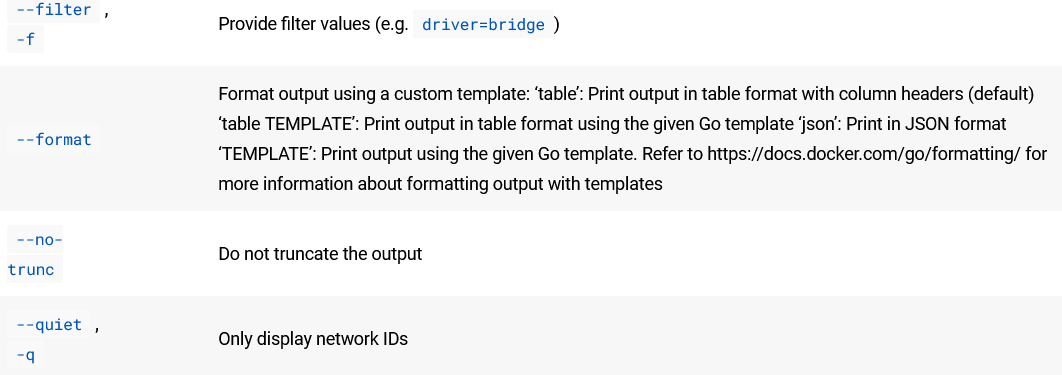 --filter ,
-f
Provide filter values (e.g. driver=bridge )
--format
Format output using a custom template: ‘table’: Print output in table format with column headers (default)
‘table TEMPLATE’: Print output in table format using the given Go template ‘json’: Print in JSON format
‘TEMPLATE’: Print output using the given Go template. Refer to https://docs.docker.com/go/formatting/ for
more information about formatting output with templates
--no-
trunc
Do not truncate the output
--quiet ,
-q
Only display network IDs